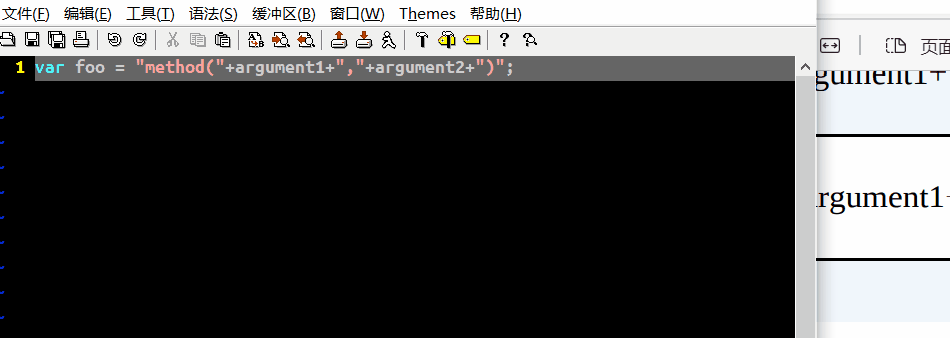 文件(F) 编辑(E) 工具(T) 语法(S) 缓冲区(B) 窗口(W) Themes 帮助(H)
1 var foo = "method("+argument1+","+argument2+")";
页面
gument1+
rgument1+